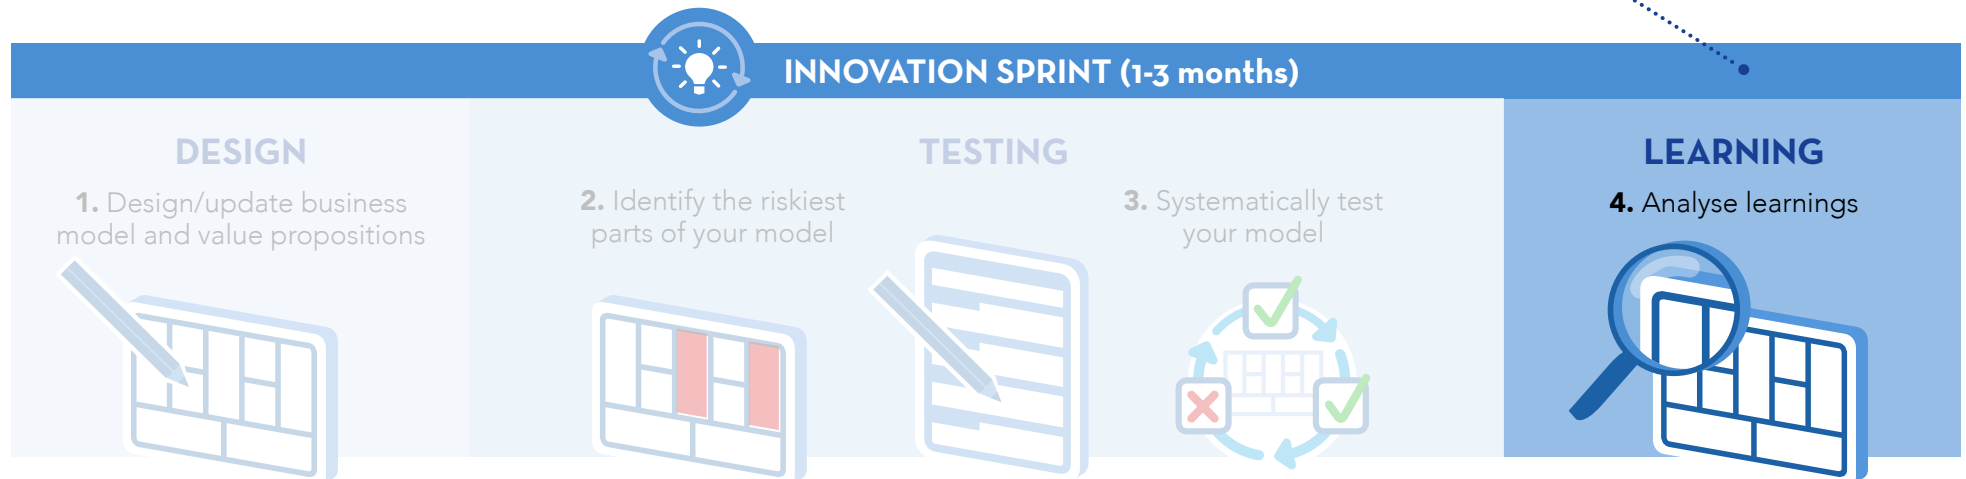 INNOVATION SPRINT (1-3 months)
DESIGN
1. Design/update business
model and value propositions
TESTING
2. Identify the riskiest
parts of your model
3. Systematically test
your model
LEARNING
4. Analyse learnings